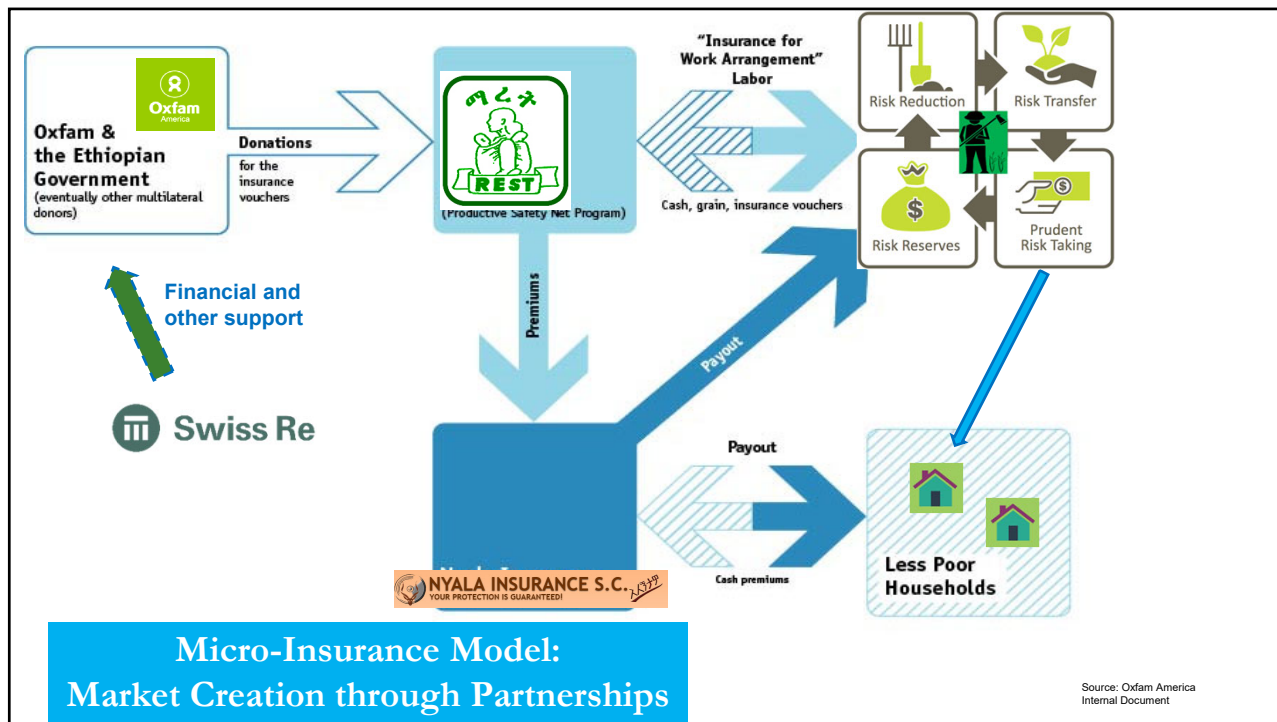 Oxfam
America
Oxfam &
the Ethiopian
Government
(eventually other multilateral
donors)
Donations
for the
insurance
vouchers
ማረት
REST
(Productive Safety Net Program)
"Insurance for
Work Arrangement"
Labor
Cash, grain, insurance vouchers
Risk Reduction
Risk Transfer
Risk Reserves
Prudent
Risk Taking
$
$
Financial and
other support
Swiss Re
Premiums
Payout
Payout
Cash premiums
Less Poor
Households
NYALA INSURANCE S.C.
YOUR PROTECTION IS GUARANTEED!
Micro-Insurance Model:
Market Creation through Partnerships
Source: Oxfam America
Internal Document